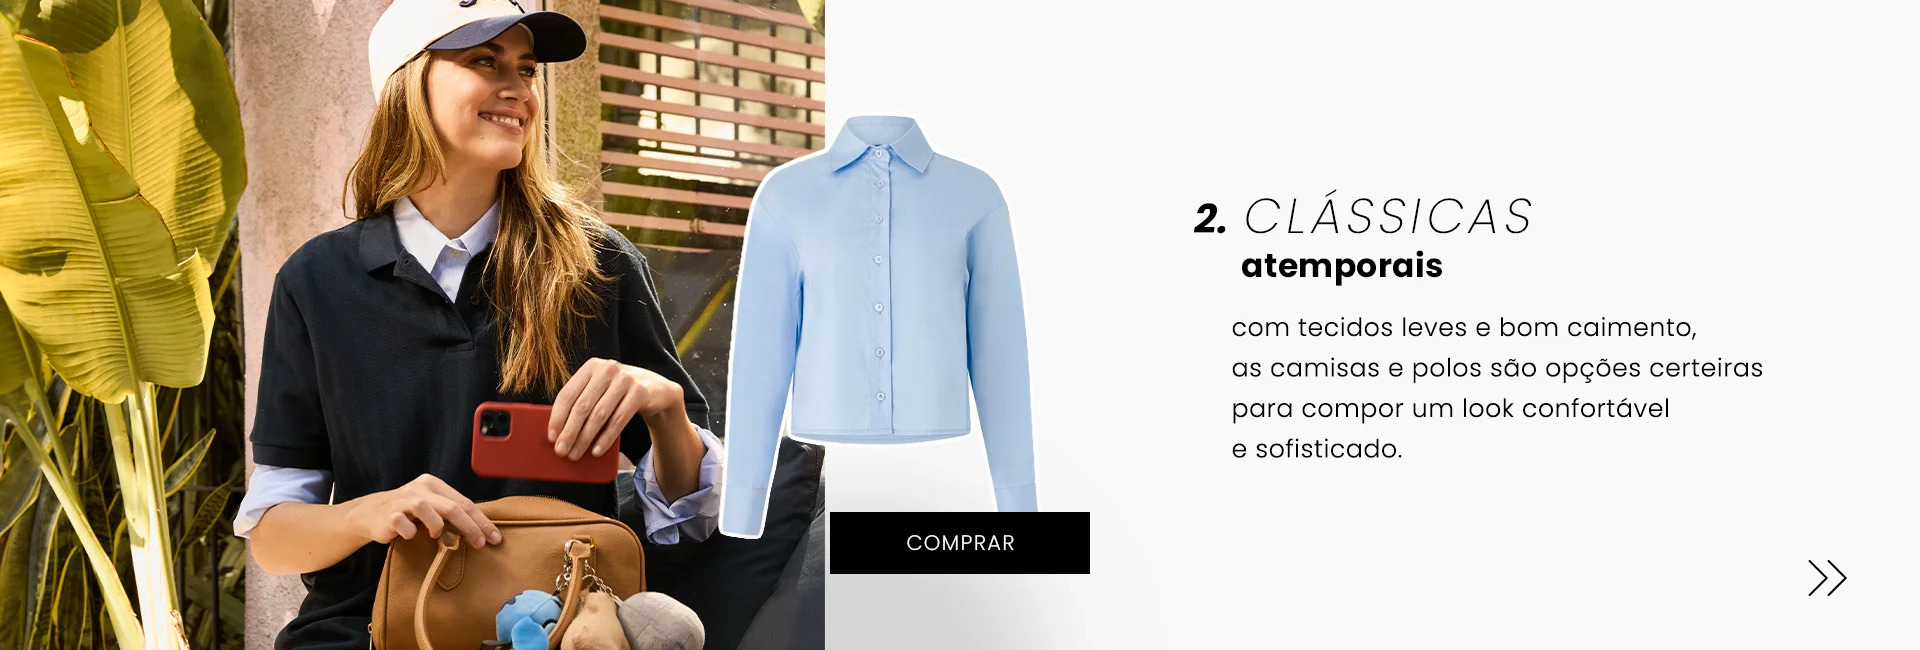 2. CLÁSSICAS
atemporais
com tecidos leves e bom caimento,
as camisas e polos são opções certeiras
para compor um look confortável
e sofisticado.
COMPRAR